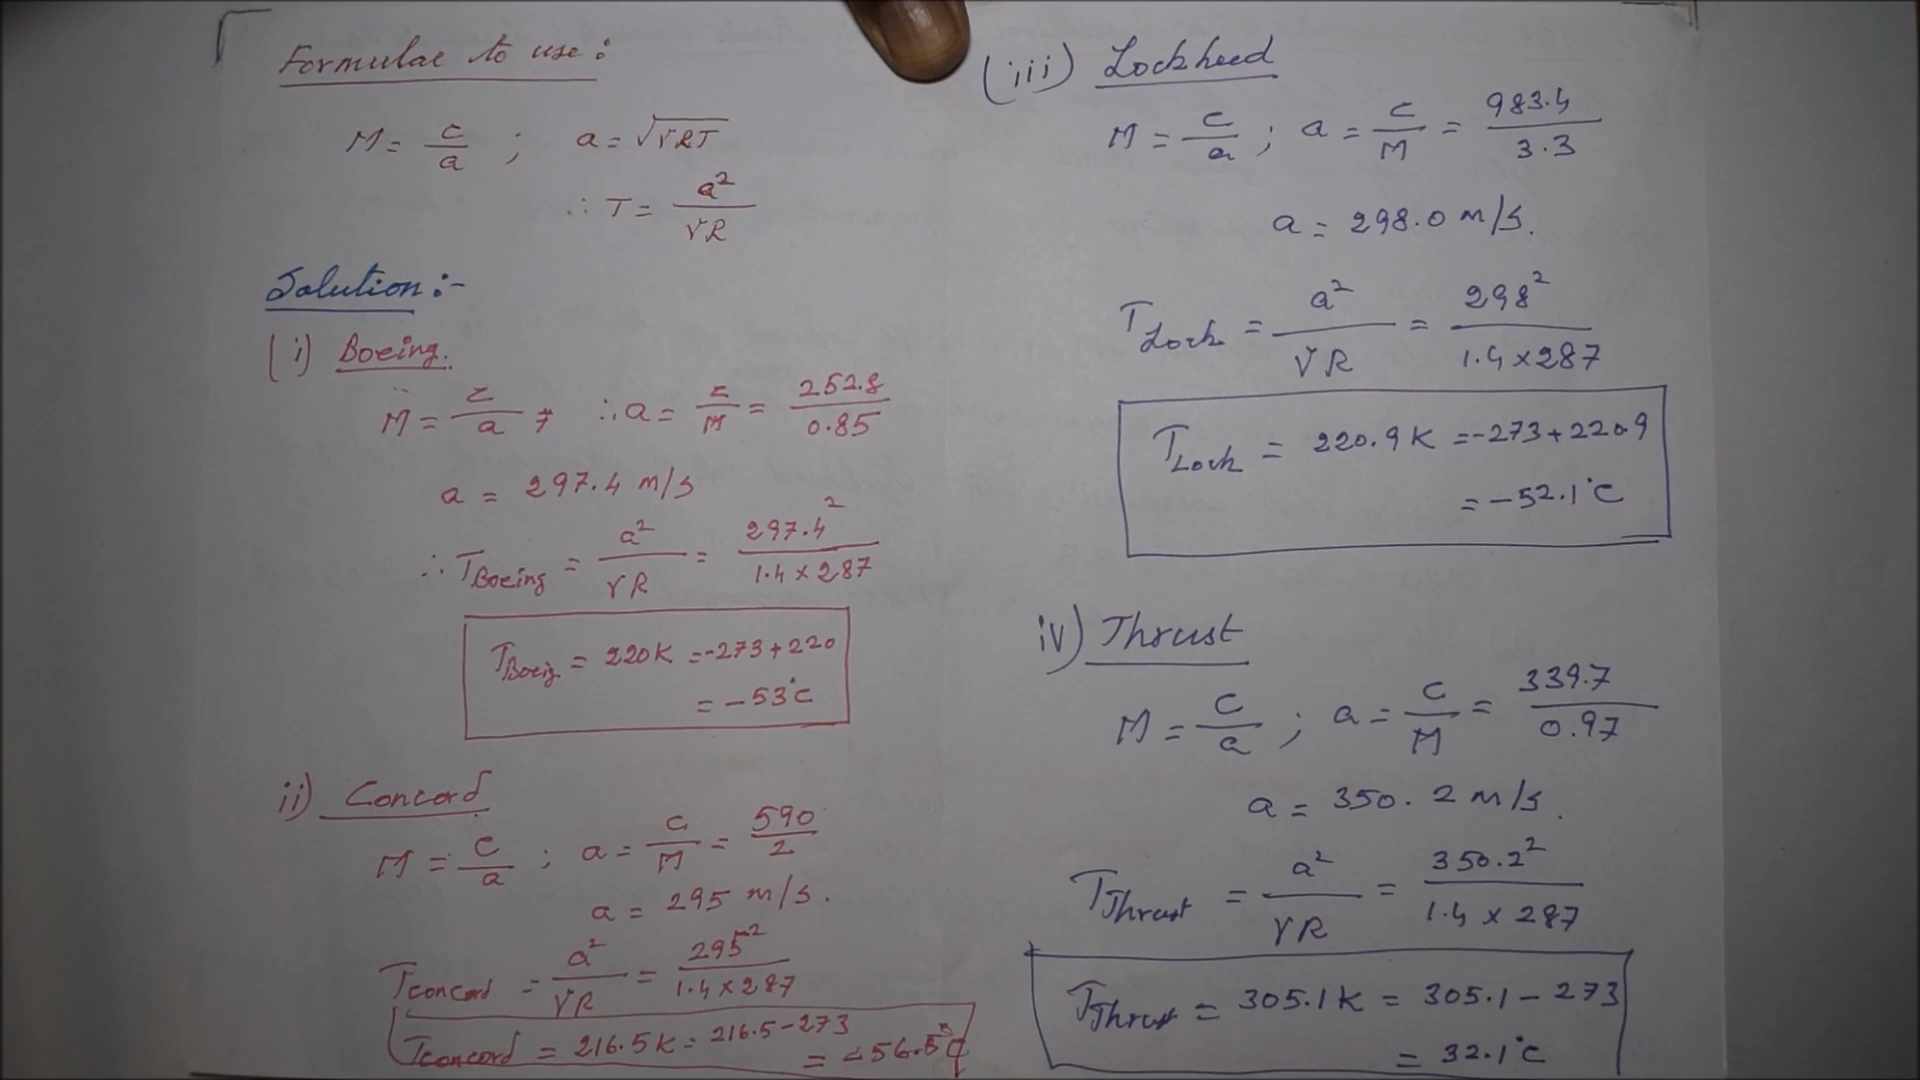 Formulae to use :
M = c/a ; a = √γRT
∴ T = a²/γR
Solution :-
(i) Boeing.
M = c/a ; ∴ a = c/M = 252.8/0.85
a = 297.4 m/s
∴ TBoeing = a²/γR = 297.4²/1.4 × 287
TBoeig = 220K = -273 + 220
= -53°C
ii) Concord
M = c/a ; a = c/M = 590/2
a = 295 m/s.
Tconcord = a²/γR = 295²/1.4 × 287
Tconcord = 216.5K = 216.5 - 273
= -56.5°C
(iii) Lockheed
M = c/a ; a = c/M = 983.4/3.3
a = 298.0 m/s.
TLock = a²/γR = 298²/1.4 × 287
TLock = 220.9K = -273 + 220.9
= -52.1°C
iv) Thrust
M = c/a ; a = c/M = 339.7/0.97
a = 350.2 m/s.
TThrust = a²/γR = 350.2²/1.4 × 287
TThrust = 305.1K = 305.1 - 273
= 32.1°C